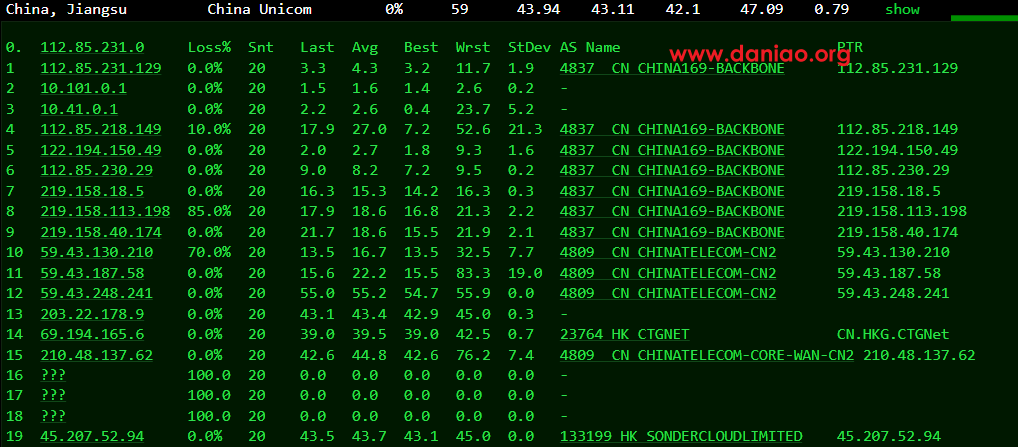 China, Jiangsu China Unicom 0% 59 43.94 43.11 42.1 47.09 0.79 show
www.daniao.org
0. 112.85.231.0 Loss% Snt Last Avg Best Wrst StDev AS Name PTR
1 112.85.231.129 0.0% 20 3.3 4.3 3.2 11.7 1.9 4837 CN CHINA169-BACKBONE 112.85.231.129
2 10.101.0.1 0.0% 20 1.5 1.6 1.4 2.6 0.2 -
3 10.41.0.1 0.0% 20 2.2 2.6 0.4 23.7 5.2 -
4 112.85.218.149 10.0% 20 17.9 27.0 7.2 52.6 21.3 4837 CN CHINA169-BACKBONE 112.85.218.149
5 122.194.150.49 0.0% 20 2.0 2.7 1.8 9.3 1.6 4837 CN CHINA169-BACKBONE 122.194.150.49
6 112.85.230.29 0.0% 20 9.0 8.2 7.2 9.5 0.2 4837 CN CHINA169-BACKBONE 112.85.230.29
7 219.158.18.5 0.0% 20 16.3 15.3 14.2 16.3 0.3 4837 CN CHINA169-BACKBONE 219.158.18.5
8 219.158.113.198 85.0% 20 17.9 18.6 16.8 21.3 2.2 4837 CN CHINA169-BACKBONE 219.158.113.198
9 219.158.40.174 0.0% 20 21.7 18.6 15.5 21.9 2.1 4837 CN CHINA169-BACKBONE 219.158.40.174
10 59.43.130.210 70.0% 20 13.5 16.7 13.5 32.5 7.7 4809 CN CHINATELECOM-CN2 59.43.130.210
11 59.43.187.58 0.0% 20 15.6 22.2 15.5 83.3 19.0 4809 CN CHINATELECOM-CN2 59.43.187.58
12 59.43.248.241 0.0% 20 55.0 55.2 54.7 55.9 0.0 4809 CN CHINATELECOM-CN2 59.43.248.241
13 203.22.178.9 0.0% 20 43.1 43.4 42.9 45.0 0.3 -
14 69.194.165.6 0.0% 20 39.0 39.5 39.0 42.5 0.7 23764 HK CTGNET CN.HKG.CTGNet
15 210.48.137.62 0.0% 20 42.6 44.8 42.6 76.2 7.4 4809 CN CHINATELECOM-CORE-WAN-CN2 210.48.137.62
16 ??? 100.0 20 0.0 0.0 0.0 0.0 0.0 -
17 ??? 100.0 20 0.0 0.0 0.0 0.0 0.0 -
18 ??? 100.0 20 0.0 0.0 0.0 0.0 0.0 -
19 45.207.52.94 0.0% 20 43.5 43.7 43.1 45.0 0.0 133199 HK SONDERCLOUDLIMITED 45.207.52.94